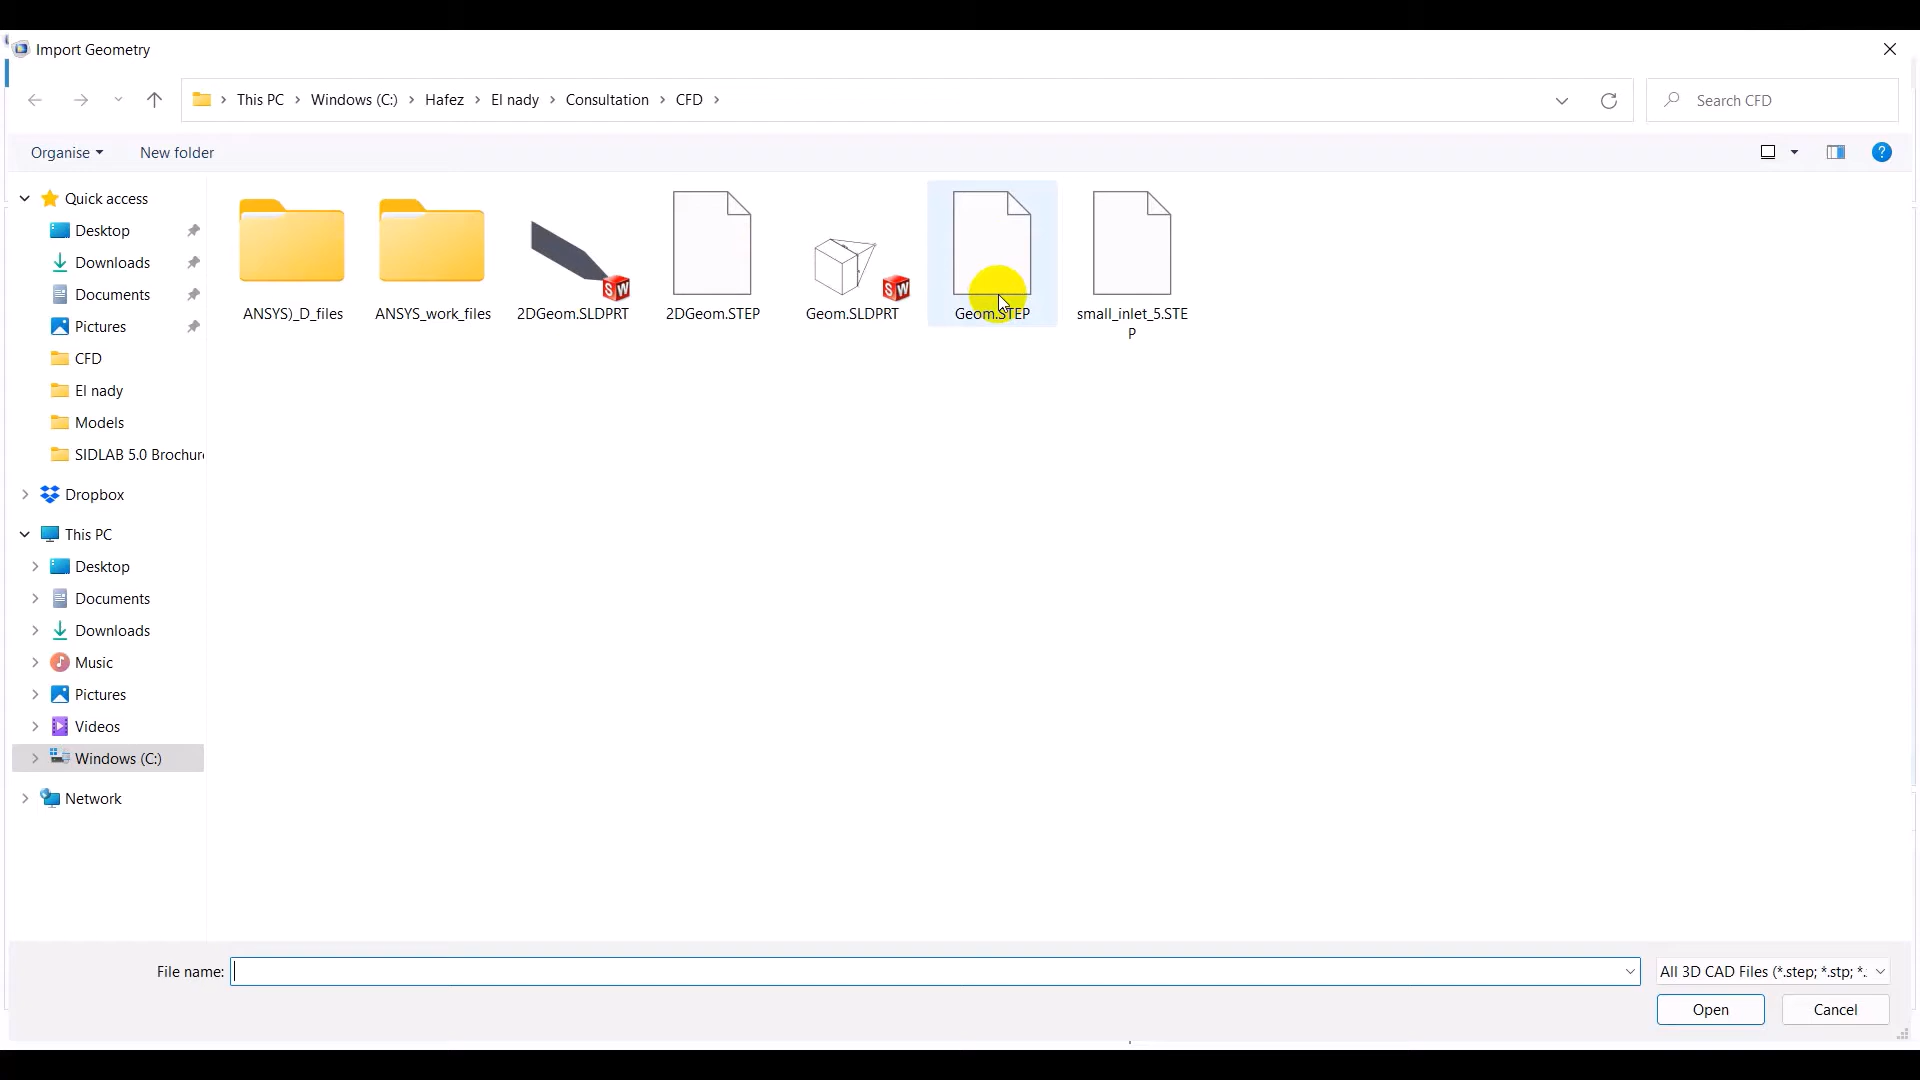 Import Geometry
This PC > Windows (C:) > Hafez > El nady > Consultation > CFD >
Search CFD
Organise
New folder
Quick access
Desktop
Downloads
Documents
Pictures
CFD
El nady
Models
SIDLAB 5.0 Brochur
Dropbox
This PC
Desktop
Documents
Downloads
Music
Pictures
Videos
Windows (C:)
Network
ANSYS)_D_files
ANSYS_work_files
2DGeom.SLDPRT
2DGeom.STEP
Geom.SLDPRT
Geom.STEP
small_inlet_5.STE
P
SW
SW
File name:
All 3D CAD Files (*.step; *.stp; *.
Open
Cancel